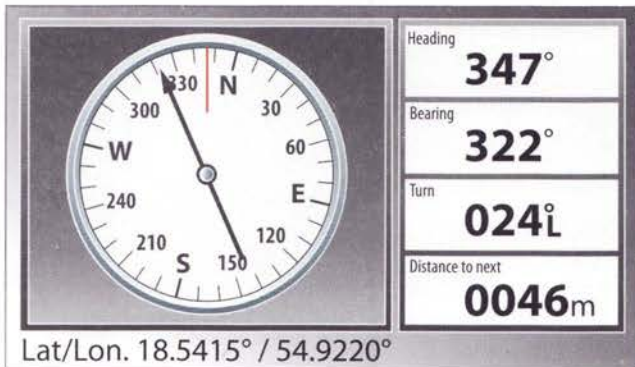 330
N
300
30
W
60
240
E
210
120
S
150
Heading
347°
Bearing
322°
Turn
024°L
Distance to next
0046m
Lat/Lon. 18.5415° / 54.9220°